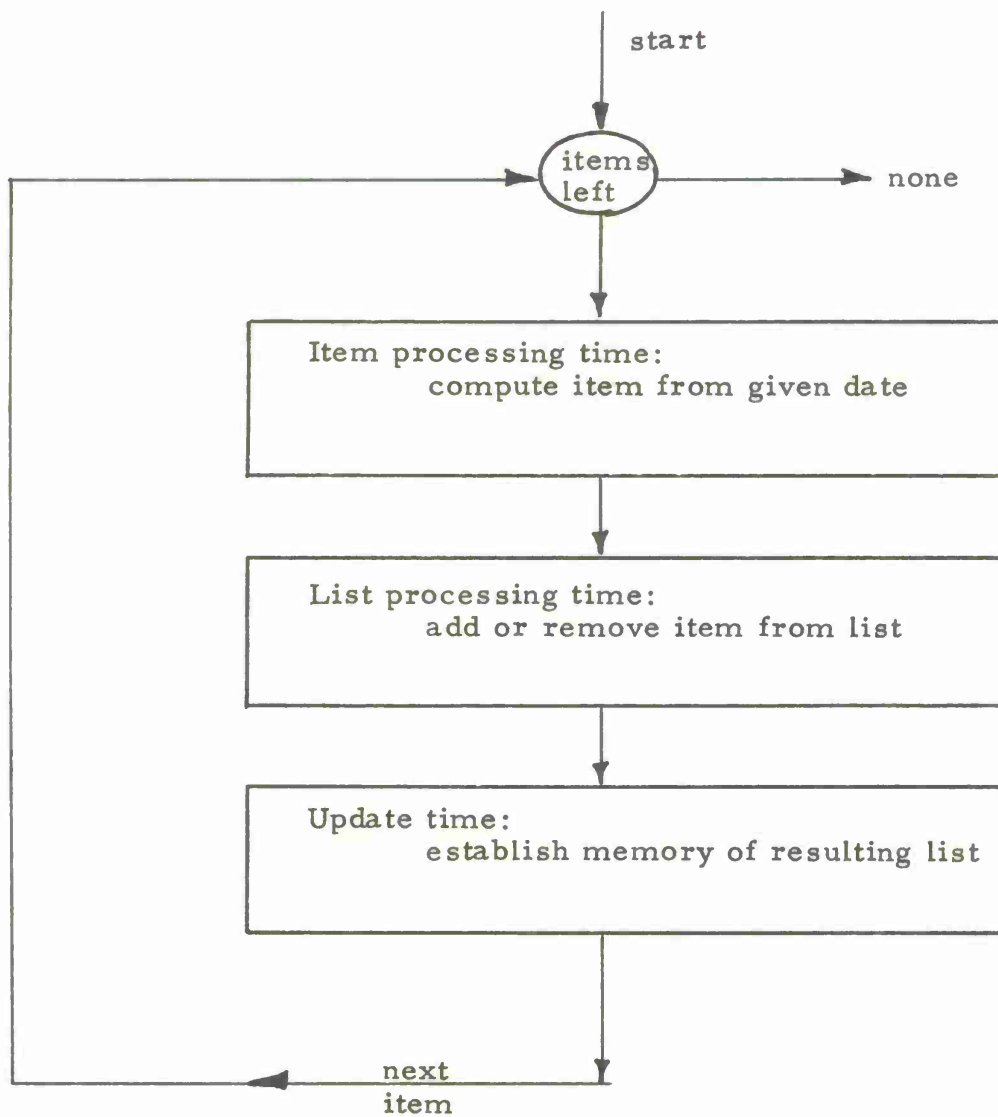 start
items
left
none
Item processing time:
compute item from given date
List processing time:
add or remove item from list
Update time:
establish memory of resulting list
next
item